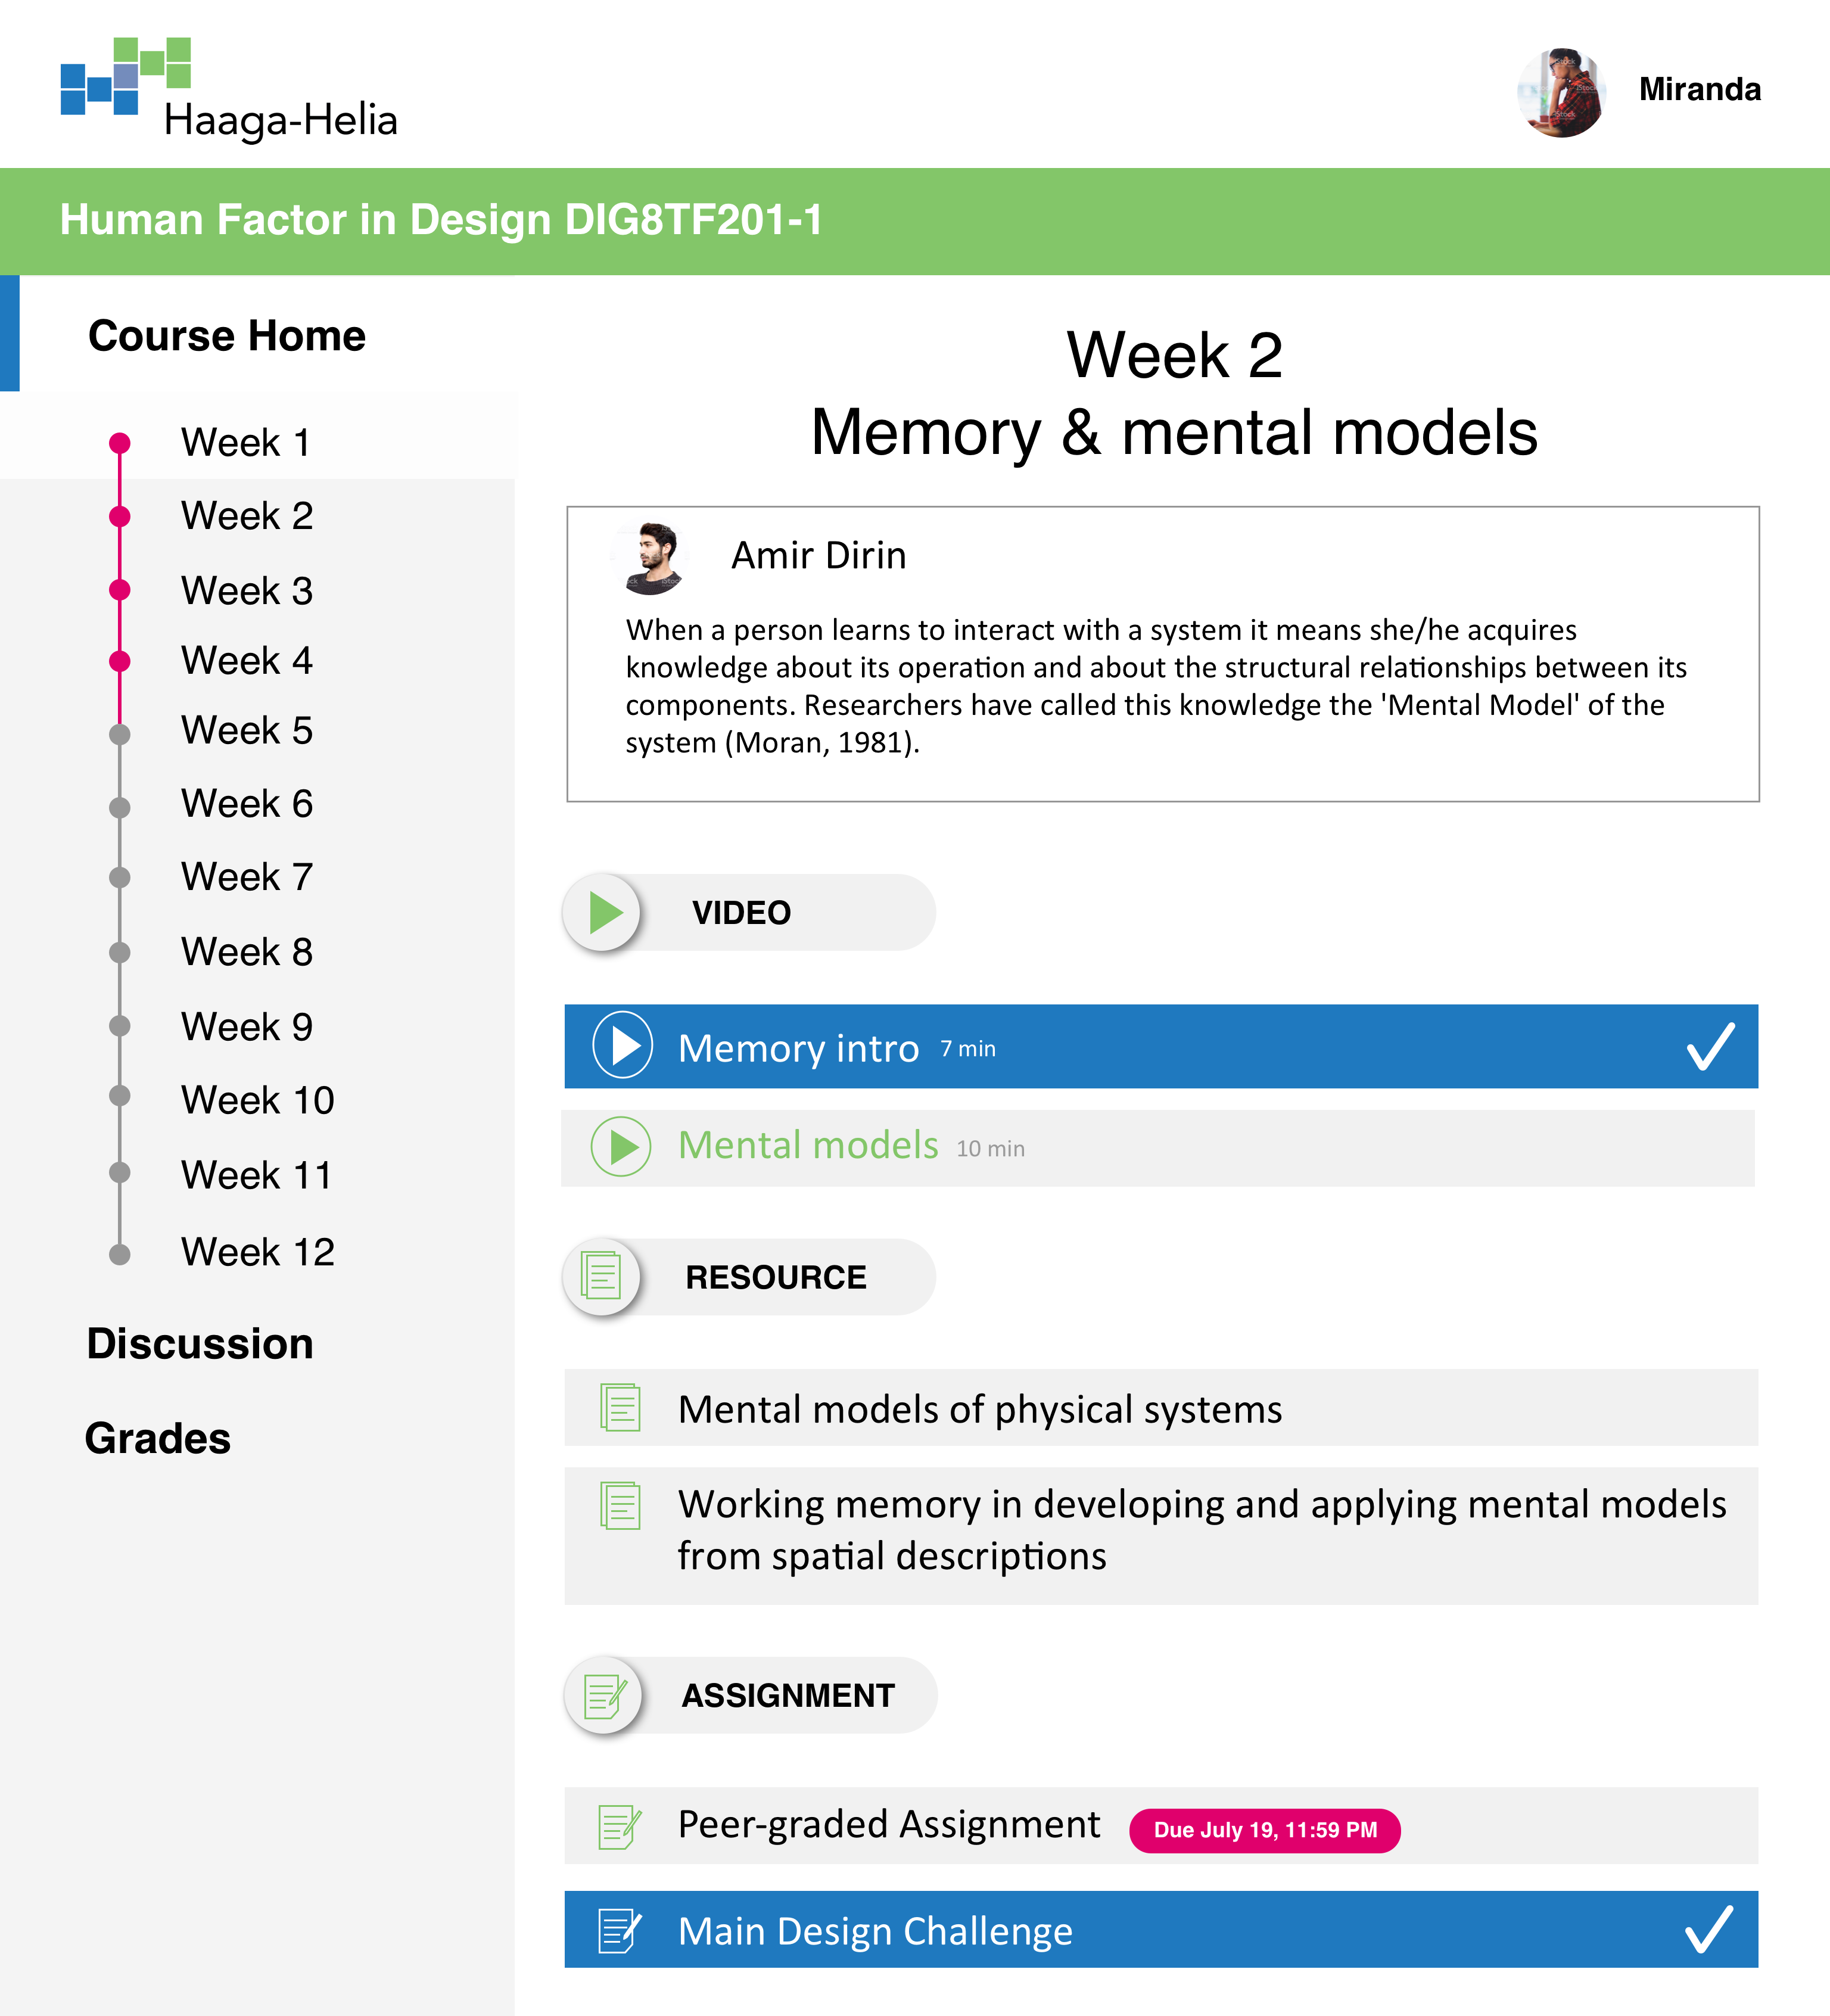 Haaga-Helia
Miranda
Human Factor in Design DIG8TF201-1
Course Home
Week 1
Week 2
Week 3
Week 4
Week 5
Week 6
Week 7
Week 8
Week 9
Week 10
Week 11
Week 12
Discussion
Grades
Week 2
Memory & mental models
Amir Dirin
When a person learns to interact with a system it means she/he acquires
knowledge about its operation and about the structural relationships between its
components. Researchers have called this knowledge the 'Mental Model' of the
system (Moran, 1981).
VIDEO
Memory intro 7 min
Mental models 10 min
RESOURCE
Mental models of physical systems
Working memory in developing and applying mental models
from spatial descriptions
ASSIGNMENT
Peer-graded Assignment Due July 19, 11:59 PM
Main Design Challenge